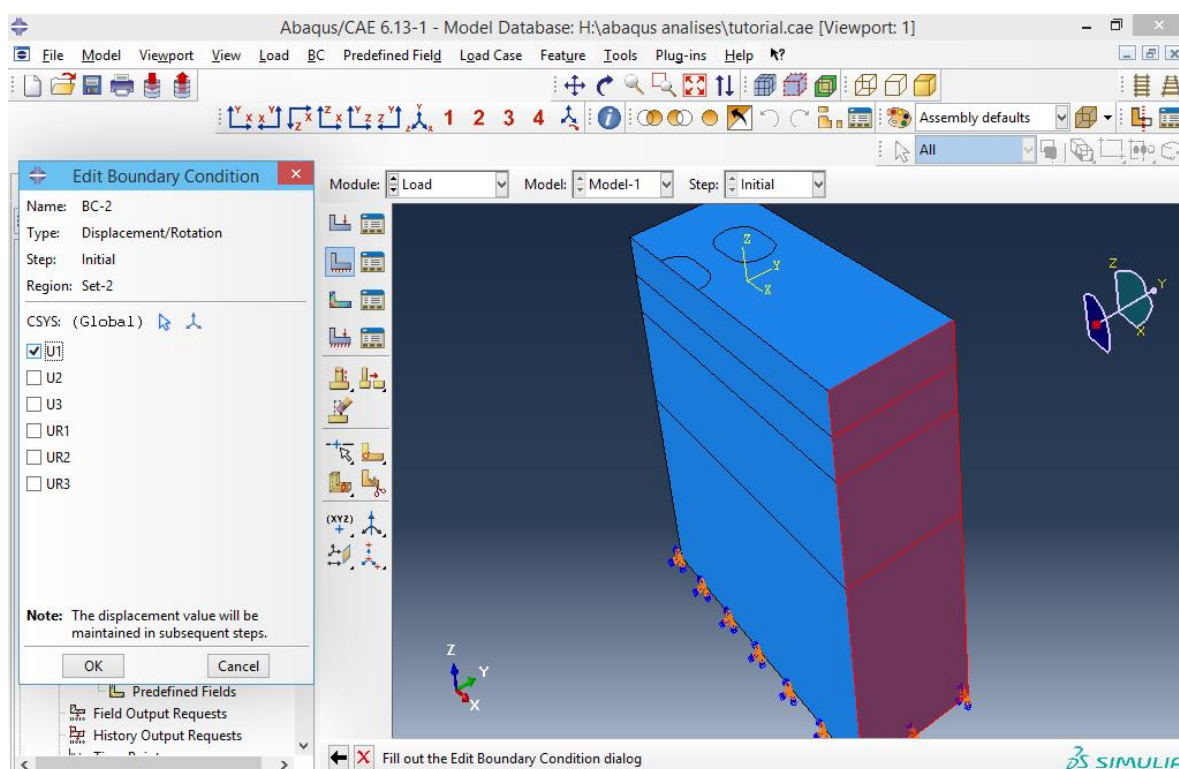 Abaqus/CAE 6.13-1 - Model Database: H:\abaqus analises\tutorial.cae [Viewport: 1]
File Model Viewport View Load BC Predefined Field Load Case Feature Tools Plug-ins Help
1 2 3 4 Assembly defaults
All
Module: Load Model: Model-1 Step: Initial
Edit Boundary Condition
Name: BC-2
Type: Displacement/Rotation
Step: Initial
Region: Set-2
CSYS: (Global)
U1
U2
U3
UR1
UR2
UR3
Note: The displacement value will be
maintained in subsequent steps.
OK Cancel
Predefined Fields
Field Output Requests
History Output Requests
(XYZ)
Z
Y
X
Z
Y
X
Z
Y
X
Fill out the Edit Boundary Condition dialog
SIMULIA